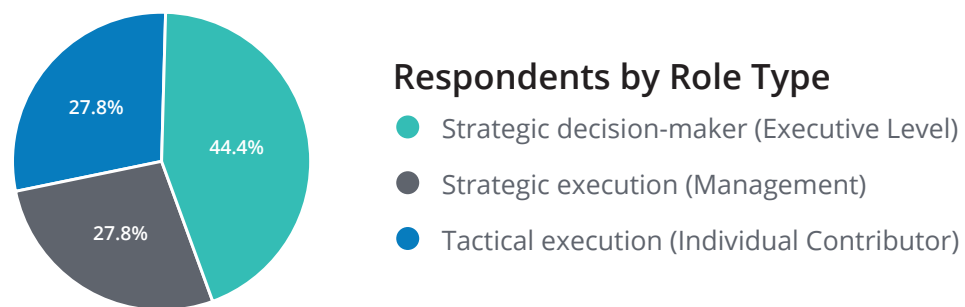 Respondents by Role Type
27.8%
44.4%
27.8%
Strategic decision-maker (Executive Level)
Strategic execution (Management)
Tactical execution (Individual Contributor)